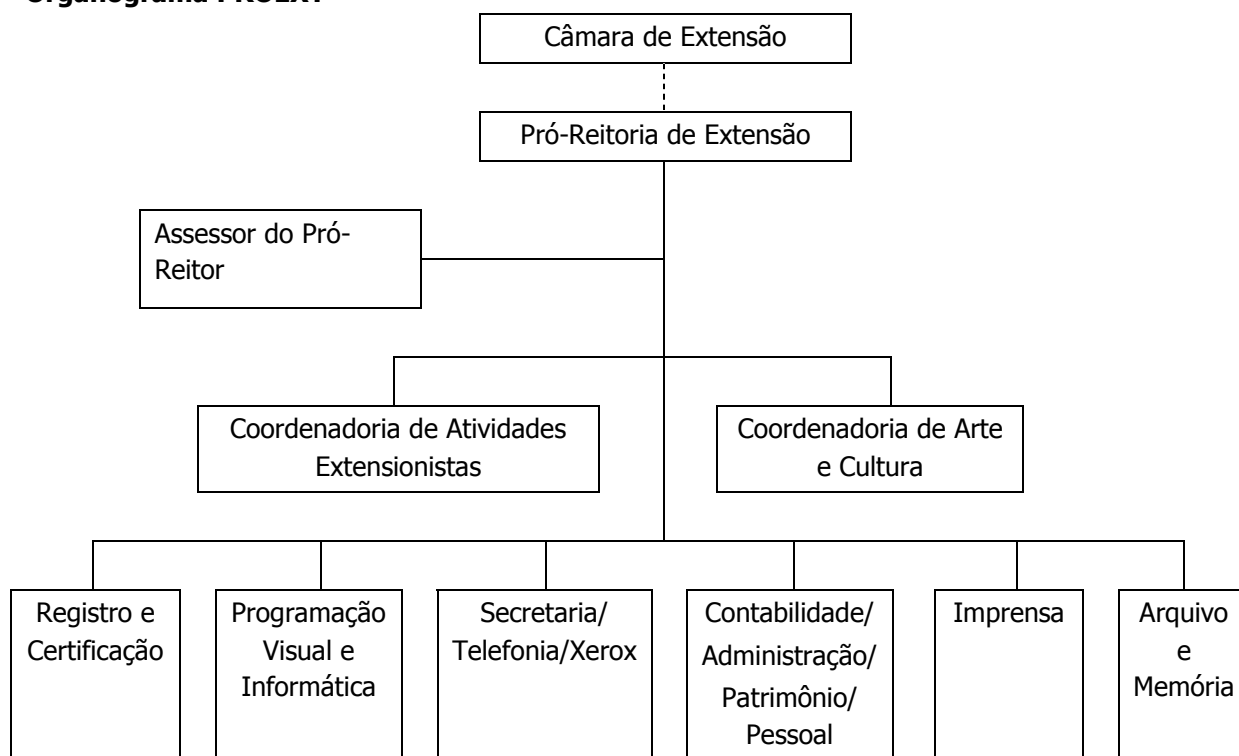 Organograma PROEXT
Câmara de Extensão
Pró-Reitoria de Extensão
Assessor do Pró-
Reitor
Coordenadoria de Atividades
Extensionistas
Coordenadoria de Arte
e Cultura
Registro e
Certificação
Programação
Visual e
Informática
Secretaria/
Telefonia/Xerox
Contabilidade/
Administração/
Patrimônio/
Pessoal
Imprensa
Arquivo
e
Memória